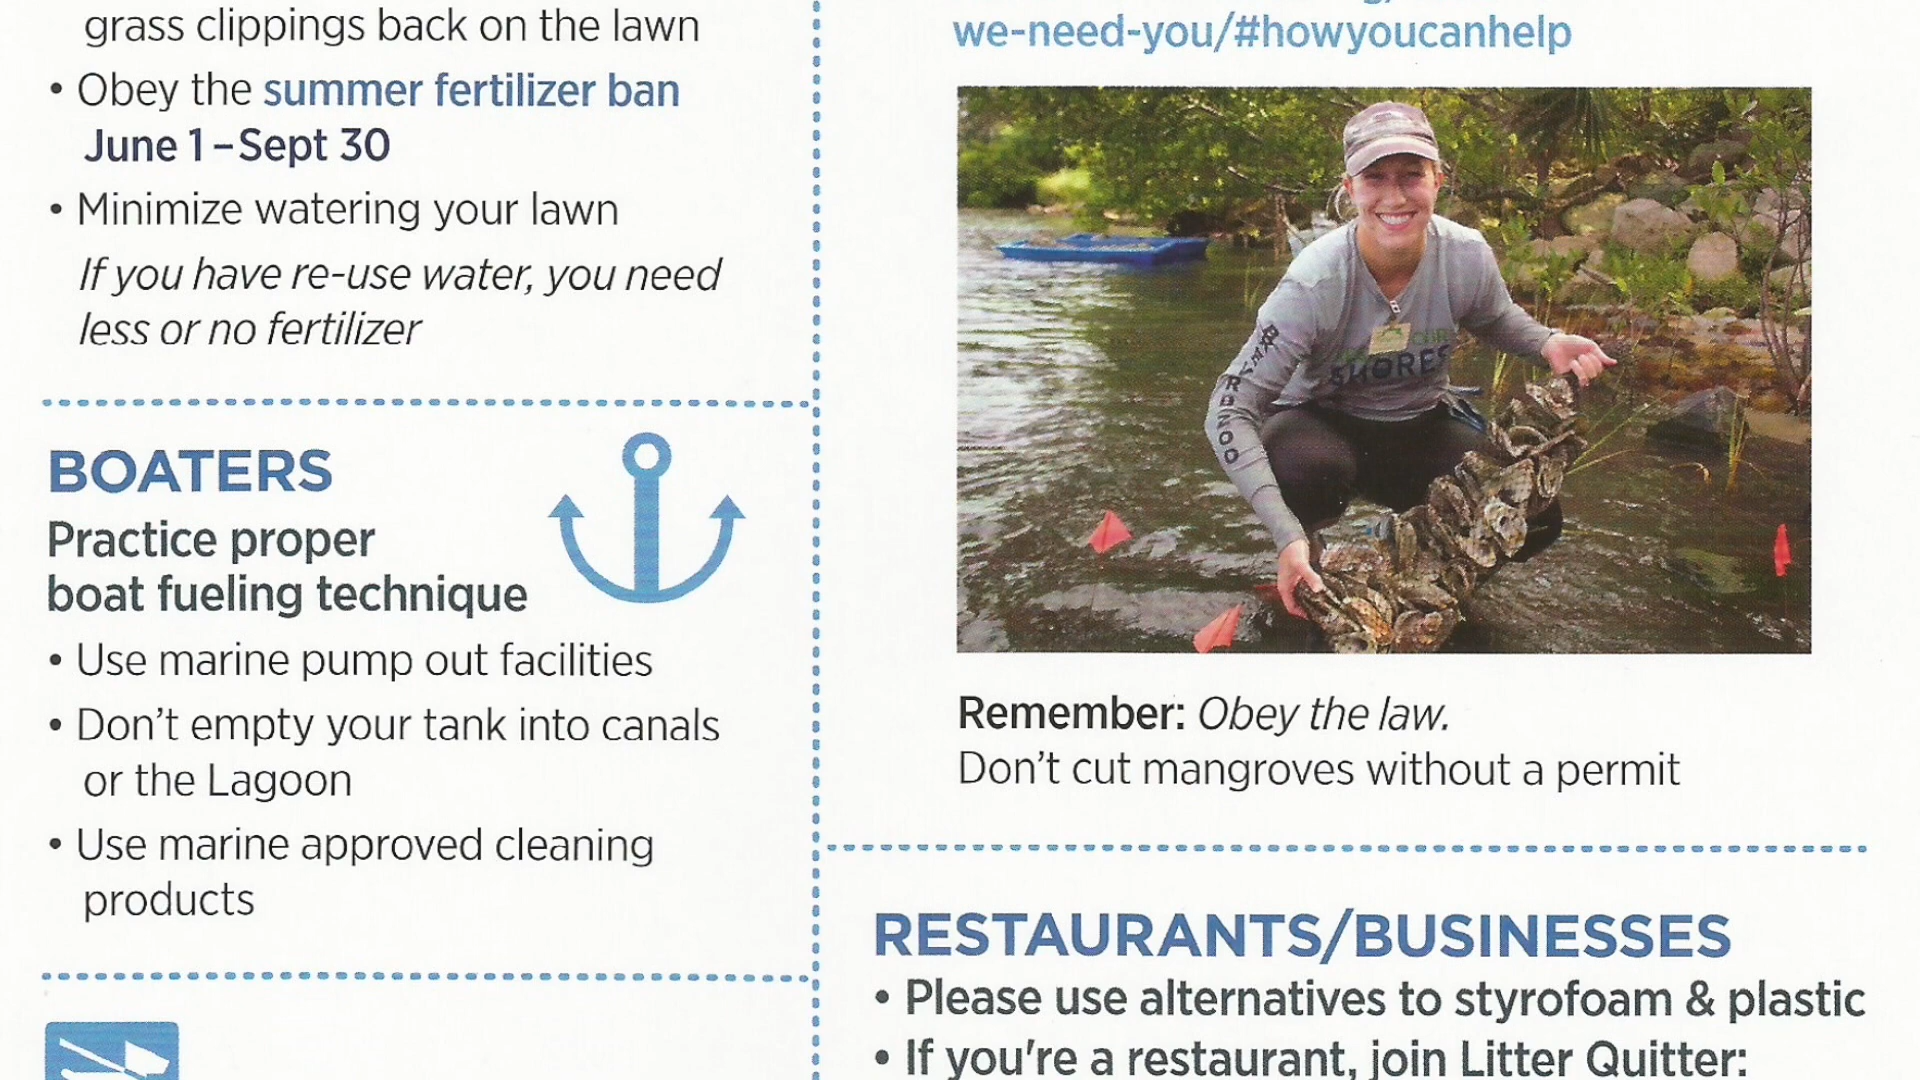 grass clippings back on the lawn
• Obey the summer fertilizer ban
June 1–Sept 30
• Minimize watering your lawn
If you have re-use water, you need
less or no fertilizer
BOATERS
Practice proper
boat fueling technique
• Use marine pump out facilities
• Don't empty your tank into canals
or the Lagoon
• Use marine approved cleaning
products
we-need-you/#howyoucanhelp
SHORES
Remember: Obey the law.
Don't cut mangroves without a permit
RESTAURANTS/BUSINESSES
• Please use alternatives to styrofoam & plastic
• If you're a restaurant, join Litter Quitter: